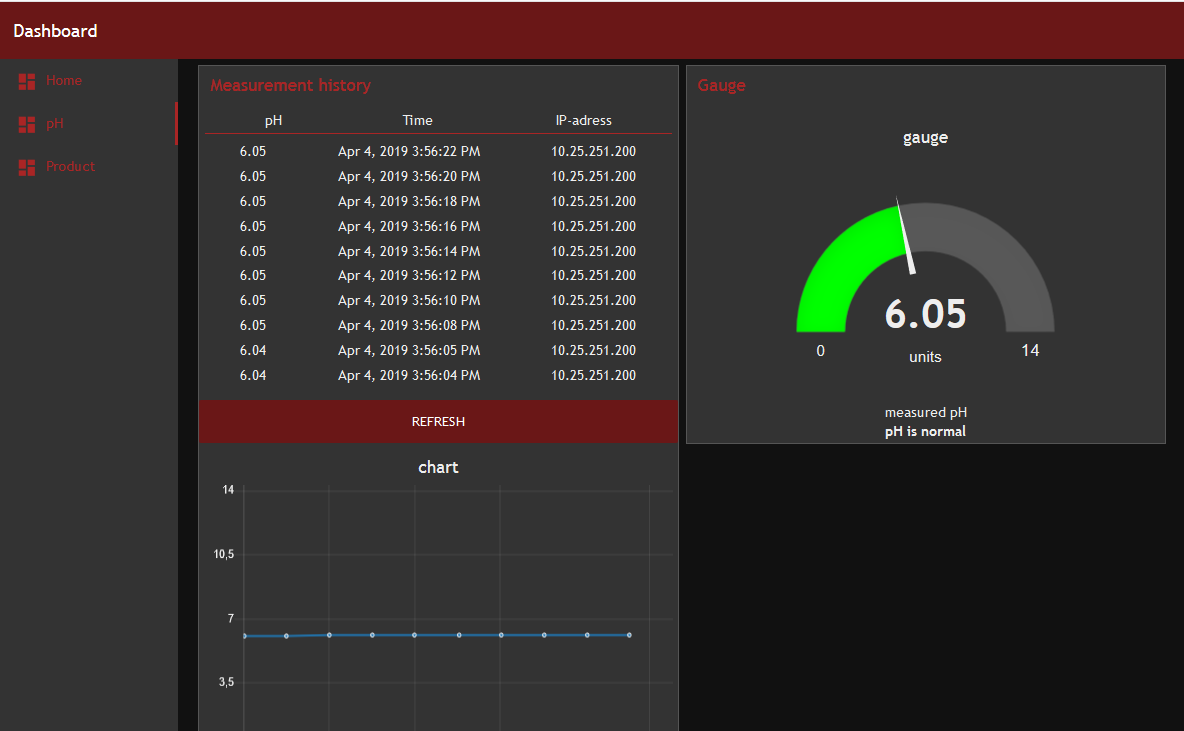 Dashboard
Home
pH
Product
Measurement history
pH Time IP-adress
6.05 Apr 4, 2019 3:56:22 PM 10.25.251.200
6.05 Apr 4, 2019 3:56:20 PM 10.25.251.200
6.05 Apr 4, 2019 3:56:18 PM 10.25.251.200
6.05 Apr 4, 2019 3:56:16 PM 10.25.251.200
6.05 Apr 4, 2019 3:56:14 PM 10.25.251.200
6.05 Apr 4, 2019 3:56:12 PM 10.25.251.200
6.05 Apr 4, 2019 3:56:10 PM 10.25.251.200
6.05 Apr 4, 2019 3:56:08 PM 10.25.251.200
6.04 Apr 4, 2019 3:56:05 PM 10.25.251.200
6.04 Apr 4, 2019 3:56:04 PM 10.25.251.200
REFRESH
chart
14
10,5
7
3,5
Gauge
gauge
6.05
0 units 14
measured pH
pH is normal